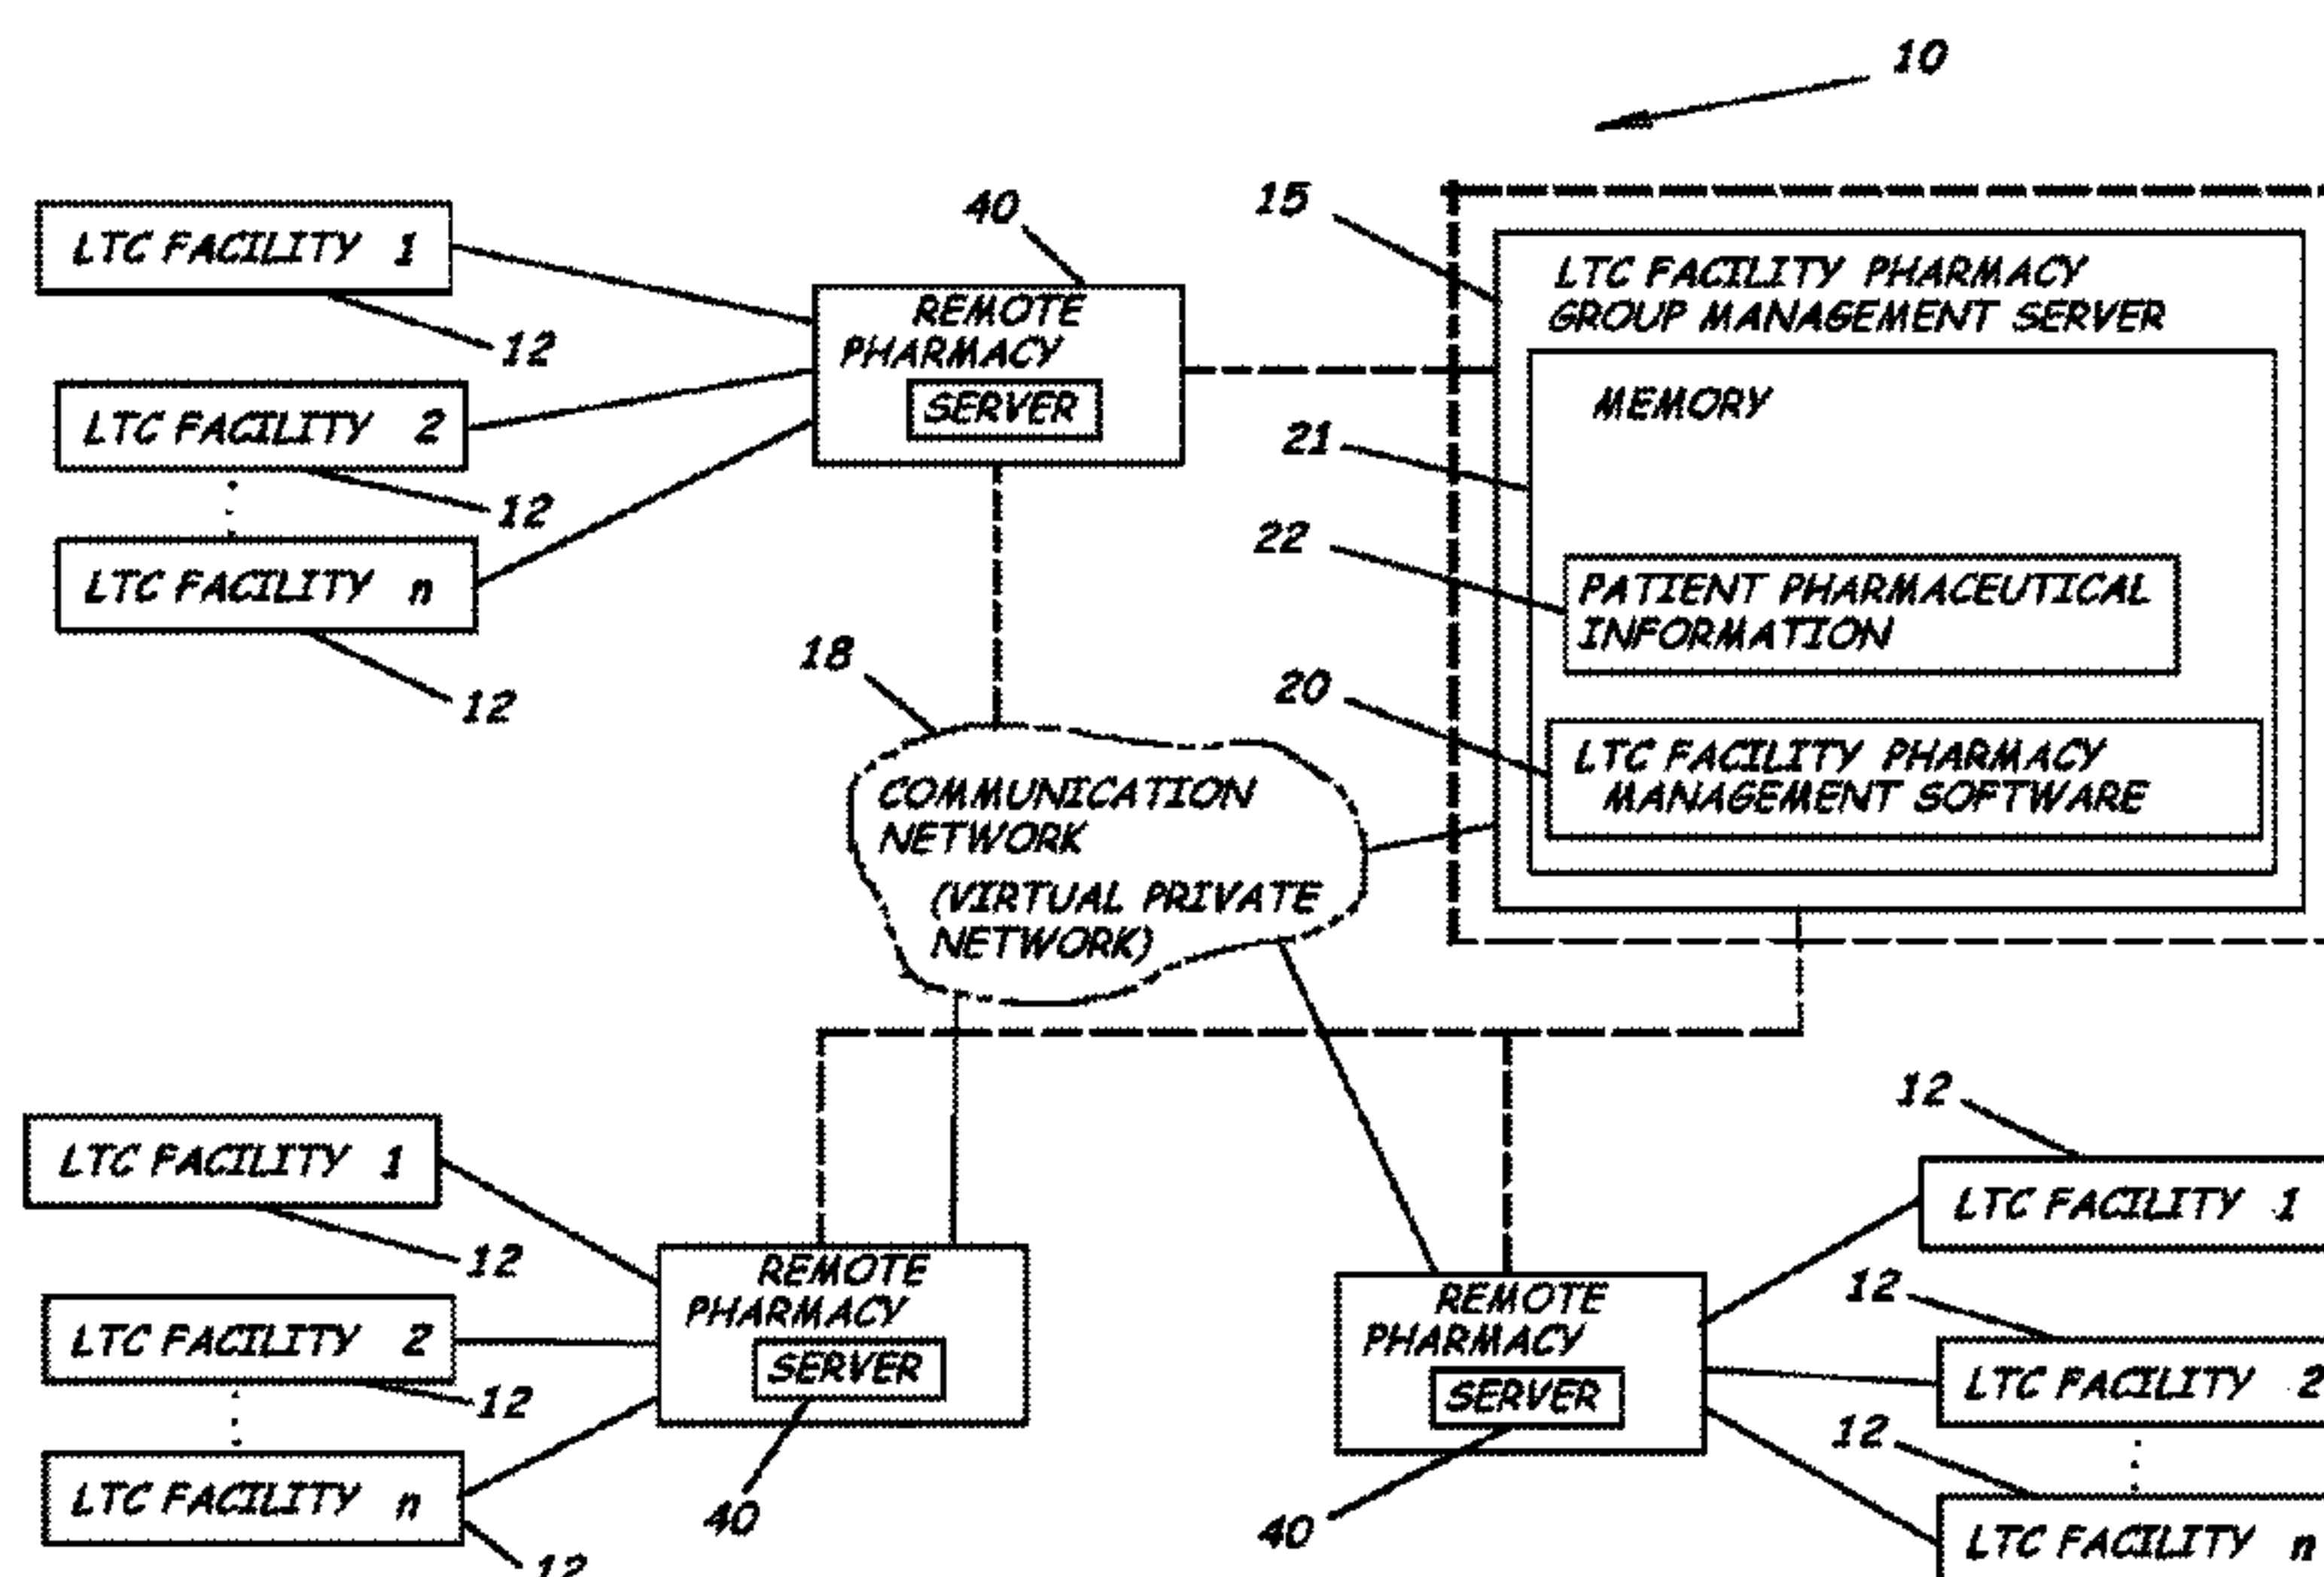 10
15
40
LTC FACILITY 1
12
LTC FACILITY 2
12
LTC FACILITY n
12
REMOTE
PHARMACY
SERVER
LTC FACILITY PHARMACY
GROUP MANAGEMENT SERVER
21
MEMORY
22
PATIENT PHARMACEUTICAL
INFORMATION
20
LTC FACILITY PHARMACY
MANAGEMENT SOFTWARE
18
COMMUNICATION
NETWORK
(VIRTUAL PRIVATE
NETWORK)
LTC FACILITY 1
12
LTC FACILITY 2
12
LTC FACILITY n
12
REMOTE
PHARMACY
SERVER
40
REMOTE
PHARMACY
SERVER
40
12
LTC FACILITY 1
12
LTC FACILITY 2
12
LTC FACILITY n